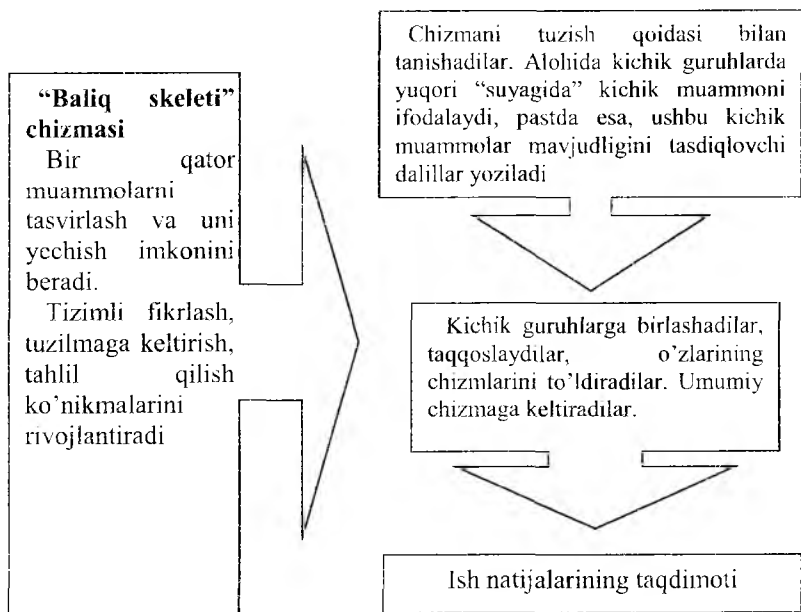 “Baliq skeleti”
chizmasi
Bir qator
muammolarni
tasvirlash va uni
yechish imkonini
beradi.
Tizimli fikrlash,
tuzilmaga keltirish,
tahlil qilish
ko’nikmalarini
rivojlantiradi
Chizmani tuzish qoidasi bilan
tanishadilar. Alohida kichik guruhlarda
yuqori “suyagida” kichik muammoni
ifodalaydi, pastda esa, ushbu kichik
muammolar mavjudligini tasdiqlovchi
dalillar yoziladi
Kichik guruhlarga birlashadilar,
taqqoslaydilar, o’zlarining
chizmlarini to’ldiradilar. Umumiy
chizmaga keltiradilar.
Ish natijalarining taqdimoti